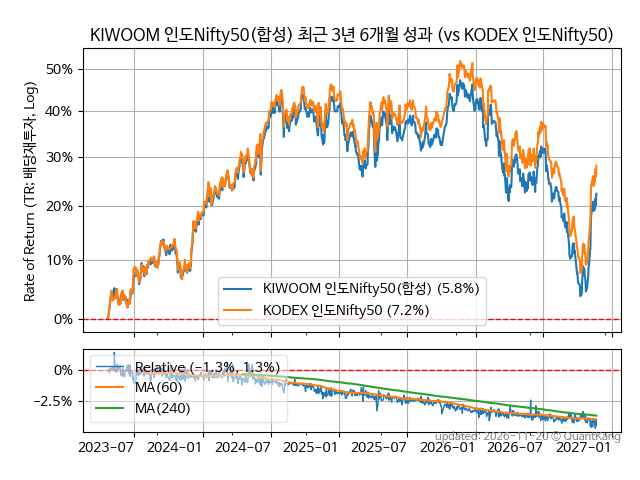 KIWOOM 인도Nifty50(합성) 최근 3년 6개월 성과 (vs KODEX 인도Nifty50)
Rate of Return (TR: 배당재투자, Log)
50%
40%
30%
20%
10%
0%
KIWOOM 인도Nifty50(합성) (5.8%)
KODEX 인도Nifty50 (7.2%)
0%
−2.5%
Relative (−1.3%, 1.3%)
MA(60)
MA(240)
updated: 2026-11-20 © QuantKang
2023-07 2024-01 2024-07 2025-01 2025-07 2026-01 2026-07 2027-01